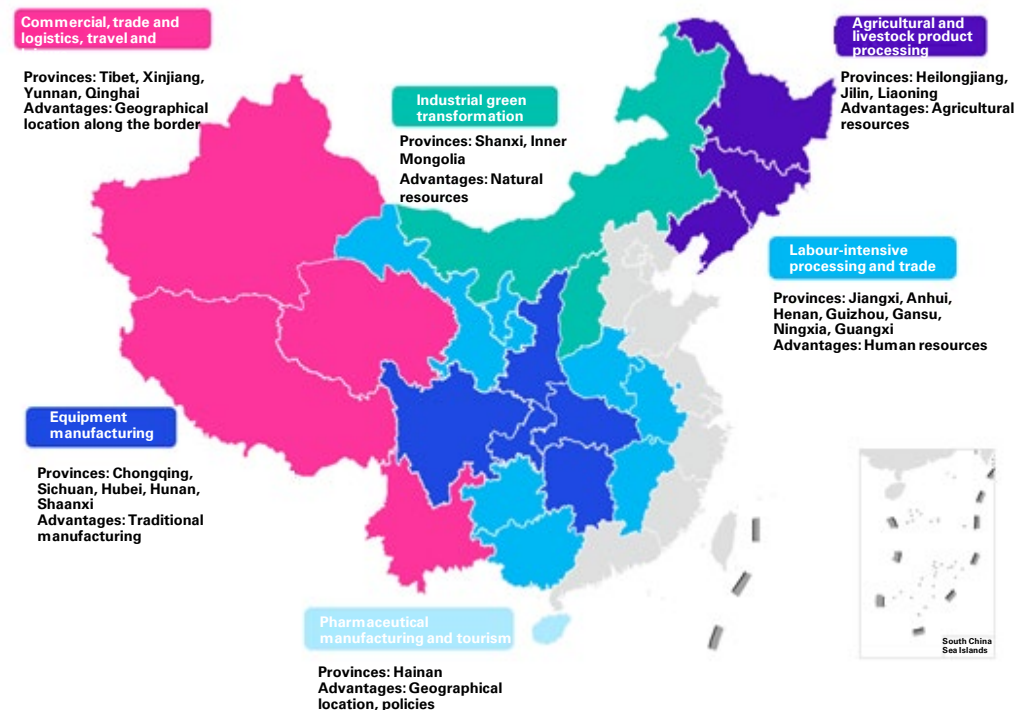 Commercial, trade and
logistics, travel and
Provinces: Tibet, Xinjiang,
Yunnan, Qinghai
Advantages: Geographical
location along the border
Industrial green
transformation
Provinces: Shanxi, Inner
Mongolia
Advantages: Natural
resources
Agricultural and
livestock product
processing
Provinces: Heilongjiang,
Jilin, Liaoning
Advantages: Agricultural
resources
Labour-intensive
processing and trade
Provinces: Jiangxi, Anhui,
Henan, Guizhou, Gansu,
Ningxia, Guangxi
Advantages: Human resources
Equipment
manufacturing
Provinces: Chongqing,
Sichuan, Hubei, Hunan,
Shaanxi
Advantages: Traditional
manufacturing
Pharmaceutical
manufacturing and tourism
Provinces: Hainan
Advantages: Geographical
location, policies
South China
Sea Islands